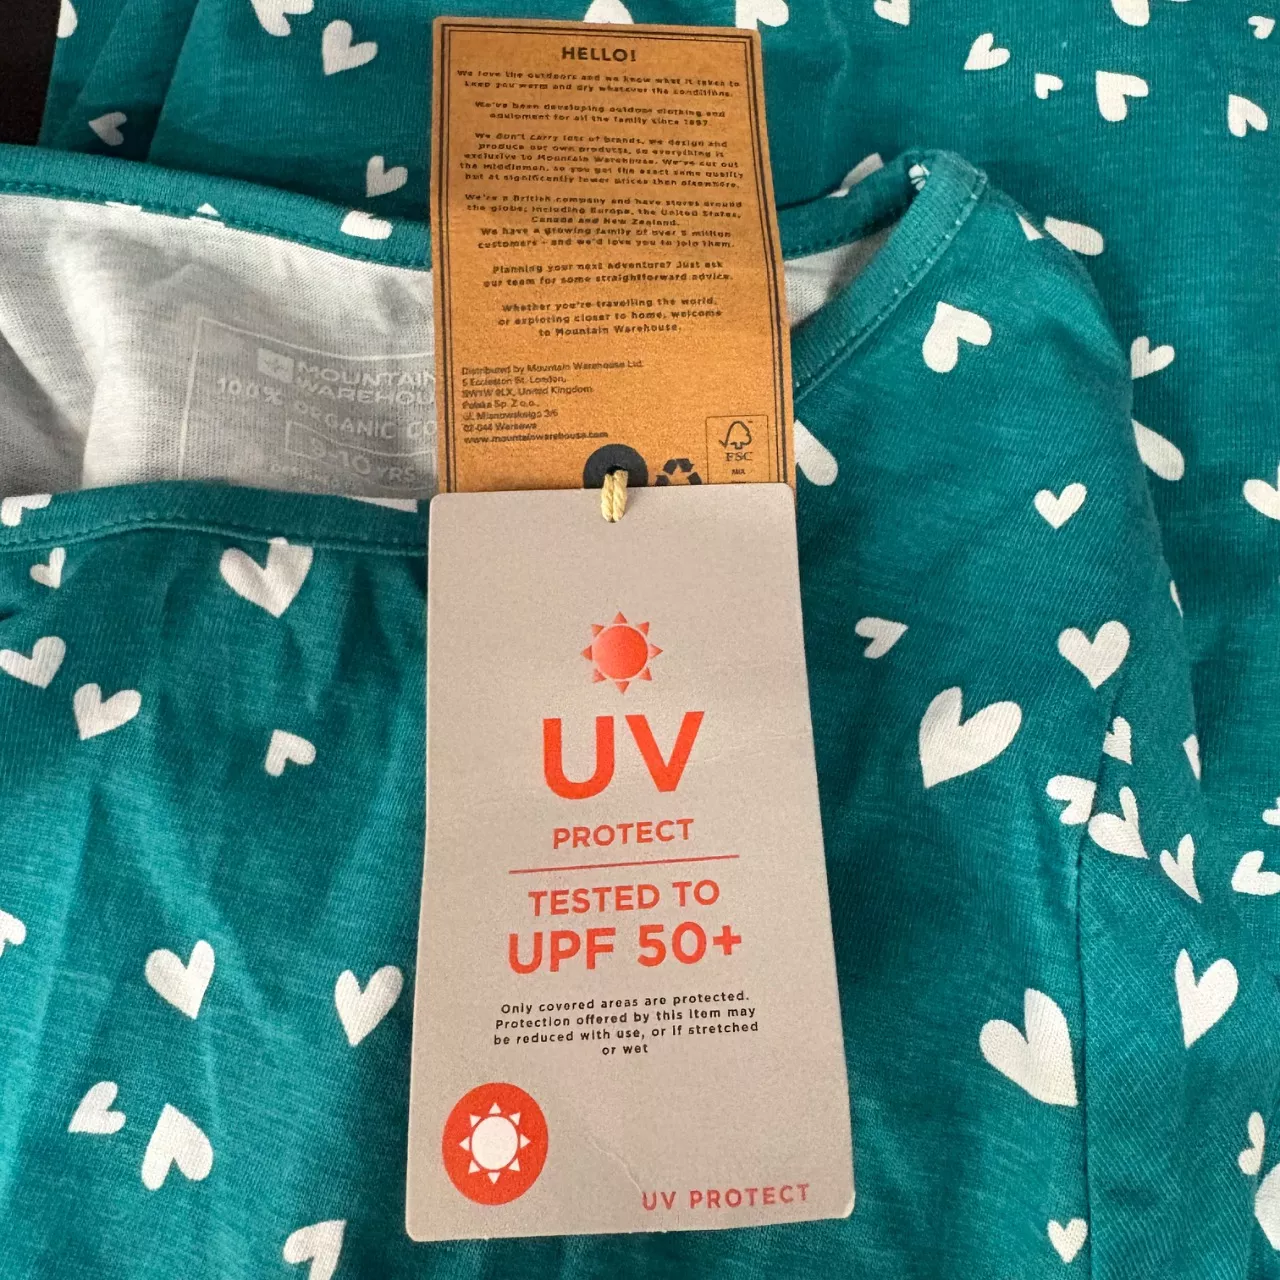 HELLO!
We love the outdoors and we know what it takes to
keep you warm and dry whatever the conditions.
We've been developing outdoor clothing and
equipment for all the family since 1997.
We don't carry lots of brands, we design and
produce our own products, so everything is
exclusive to Mountain Warehouse. We've cut out
the middleman, so you get the exact same quality
but at significantly lower prices than elsewhere.
We're a British company and have stores around
the globe; including Europe, the United States,
Canada and New Zealand.
We have a growing family of over 5 million
customers - and we'd love you to join them.
Planning your next adventure? Just ask
our team for some straightforward advice.
Whether you're travelling the world,
or exploring closer to home, welcome
to Mountain Warehouse.
Distributed by Mountain Warehouse Ltd.
5 Eccleston St. London,
SW1W 9LX, United Kingdom
Polska Sp. Z o.o.,
ul. Mianowskiego 3/6
02-044 Warsawa
www.mountainwarehouse.com
FSC
MIX
MOUNTAIN
WAREHOU
100% ORGANIC CO
-10 YRS
UV
PROTECT
TESTED TO
UPF 50+
Only covered areas are protected.
Protection offered by this item may
be reduced with use, or if stretched
or wet
UV PROTECT